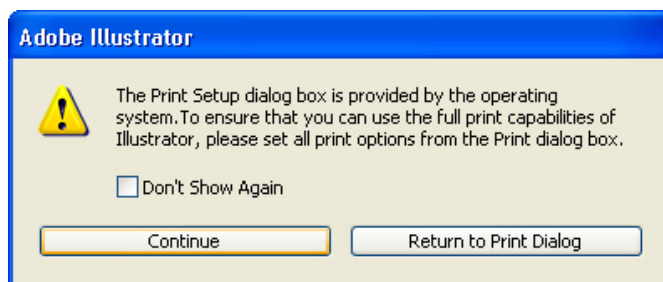 Adobe Illustrator
The Print Setup dialog box is provided by the operating
system.To ensure that you can use the full print capabilities of
Illustrator, please set all print options from the Print dialog box.
Don't Show Again
Continue
Return to Print Dialog